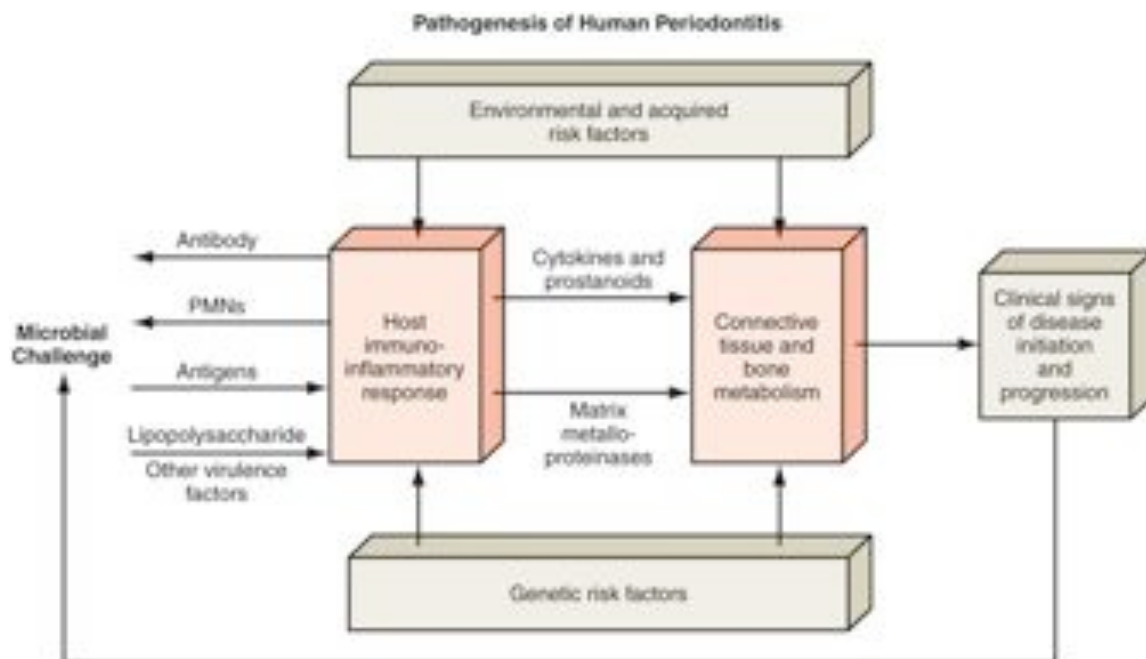 Pathogenesis of Human Periodontitis
Environmental and acquired
risk factors
Antibody
PMNs
Microbial
Challenge
Antigens
Lipopolysaccharide
Other virulence
factors
Host
immuno-
inflammatory
response
Cytokines and
prostanoids
Matrix
metallo-
proteinases
Connective
tissue and
bone
metabolism
Clinical signs
of disease
initiation
and
progression
Genetic risk factors